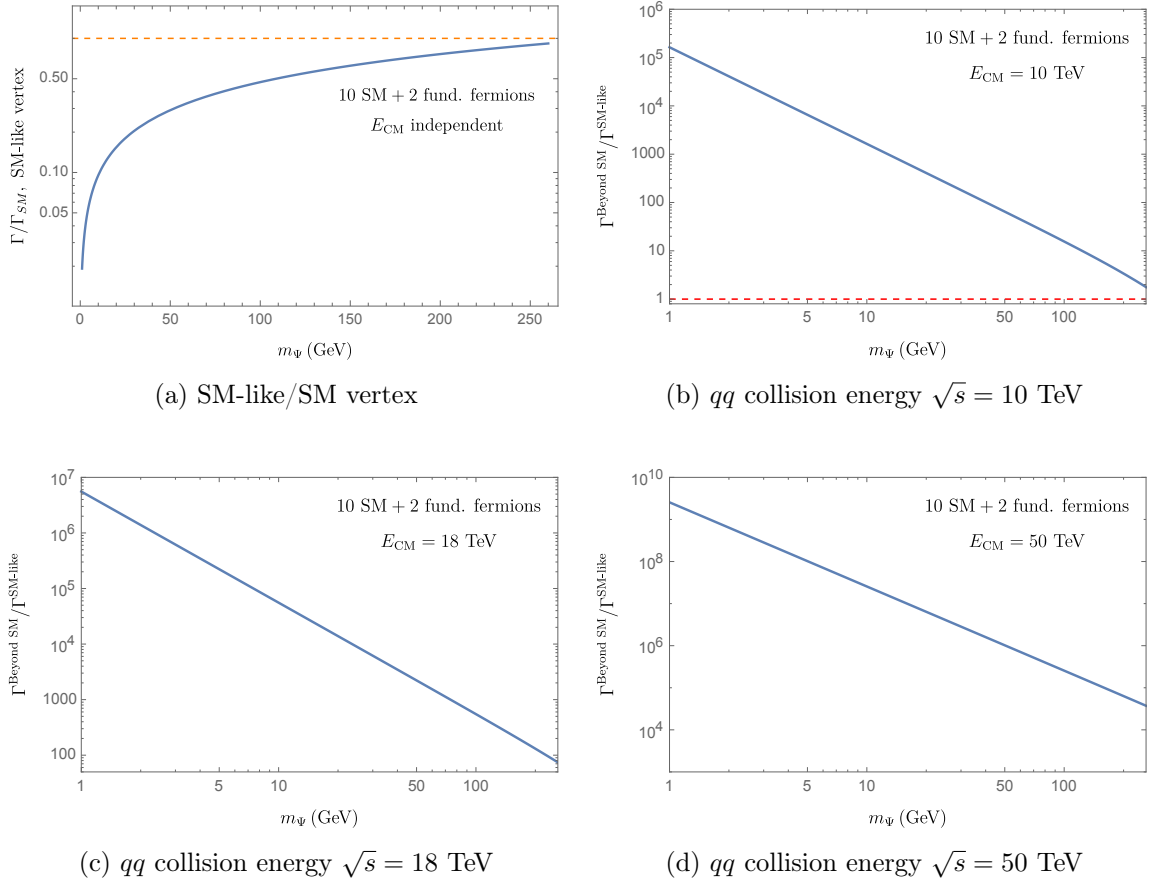 Γ/Γ_SM, SM-like vertex
0.50
0.10
0.05
10 SM + 2 fund. fermions
E_CM independent
0 50 100 150 200 250
m_Ψ (GeV)
(a) SM-like/SM vertex
Γ^Beyond SM/Γ^SM-like
10^6
10^5
10^4
1000
100
10
1
10 SM + 2 fund. fermions
E_CM = 10 TeV
1 5 10 50 100
m_Ψ (GeV)
(b) qq collision energy √s = 10 TeV
Γ^Beyond SM/Γ^SM-like
10^7
10^6
10^5
10^4
1000
100
10 SM + 2 fund. fermions
E_CM = 18 TeV
1 5 10 50 100
m_Ψ (GeV)
(c) qq collision energy √s = 18 TeV
Γ^Beyond SM/Γ^SM-like
10^10
10^8
10^6
10^4
10 SM + 2 fund. fermions
E_CM = 50 TeV
1 5 10 50 100
m_Ψ (GeV)
(d) qq collision energy √s = 50 TeV